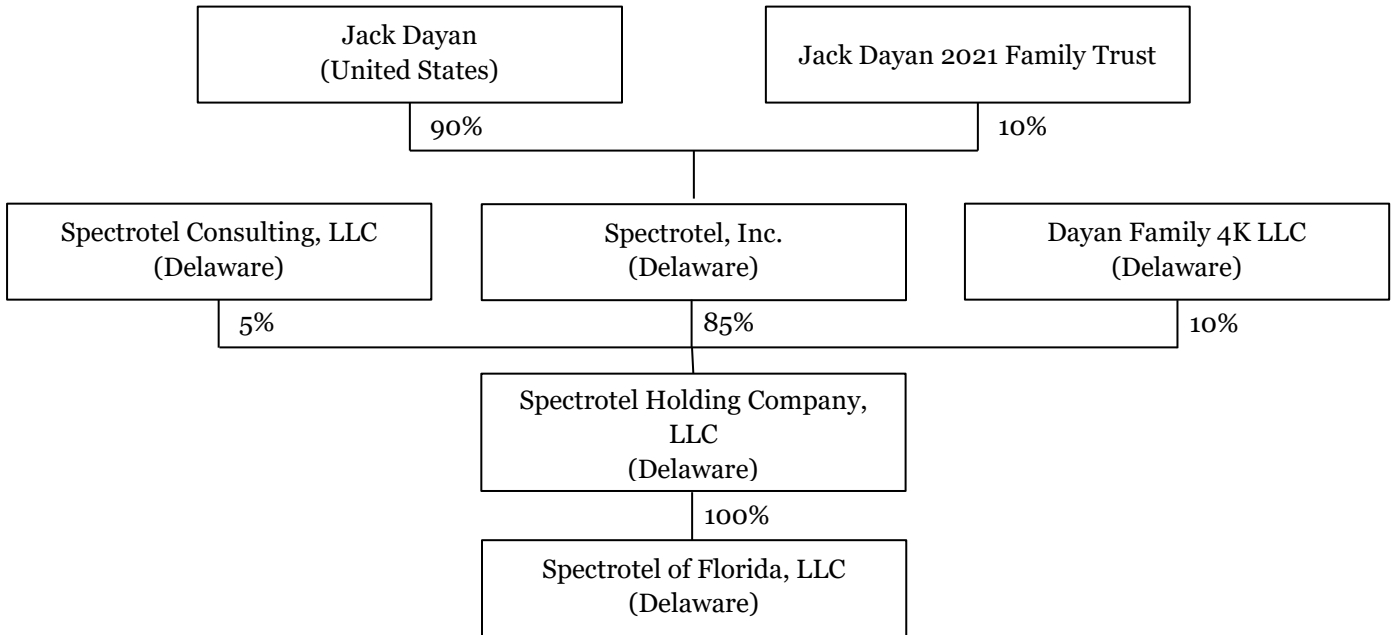 Jack Dayan
(United States)
Jack Dayan 2021 Family Trust
90%
10%
Spectrotel Consulting, LLC
(Delaware)
Spectrotel, Inc.
(Delaware)
Dayan Family 4K LLC
(Delaware)
5%
85%
10%
Spectrotel Holding Company,
LLC
(Delaware)
100%
Spectrotel of Florida, LLC
(Delaware)